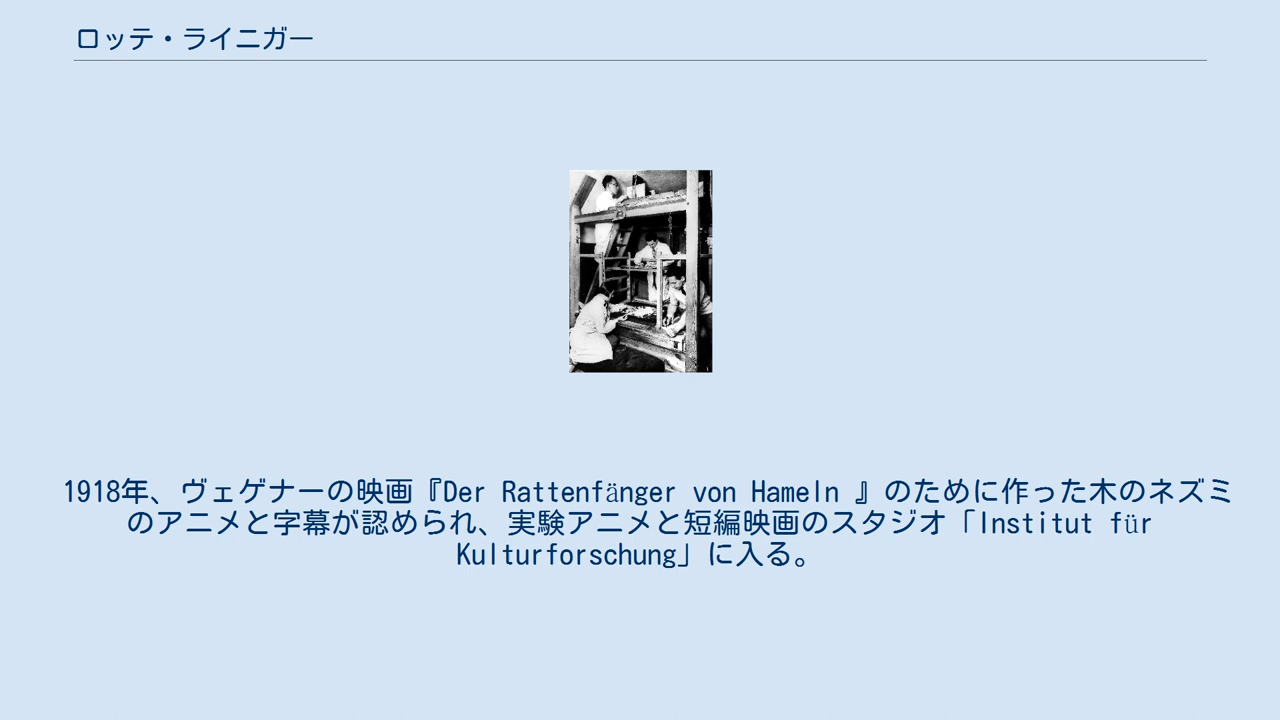 ロッテ・ライニガー
1918年、ヴェゲナーの映画『Der Rattenfänger von Hameln 』のために作った木のネズミ
のアニメと字幕が認められ、実験アニメと短編映画のスタジオ「Institut für
Kulturforschung」に入る。